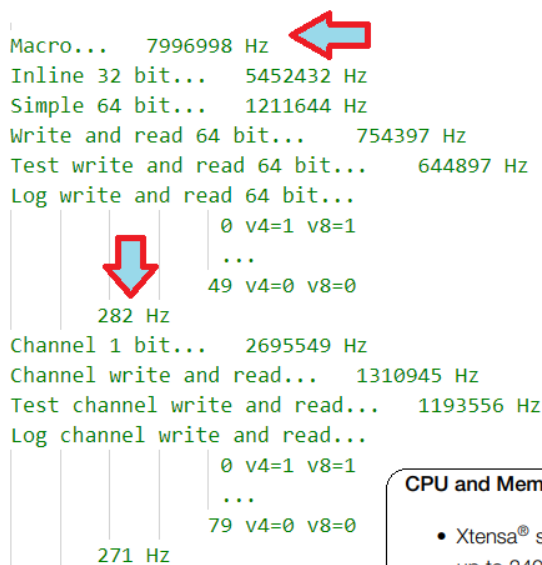 Macro... 7996998 Hz
Inline 32 bit... 5452432 Hz
Simple 64 bit... 1211644 Hz
Write and read 64 bit... 754397 Hz
Test write and read 64 bit... 644897 Hz
Log write and read 64 bit...
0 v4=1 v8=1
...
49 v4=0 v8=0
282 Hz
Channel 1 bit... 2695549 Hz
Channel write and read... 1310945 Hz
Test channel write and read... 1193556 Hz
Log channel write and read...
0 v4=1 v8=1
...
79 v4=0 v8=0
271 Hz
CPU and Mem
• Xtensa® s